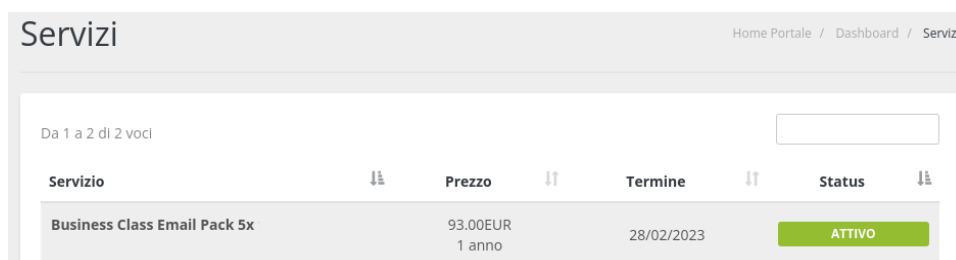 Servizi
Home Portale / Dashboard / Serviz
Da 1 a 2 di 2 voci
Servizio Prezzo Termine Status
Business Class Email Pack 5x 93.00EUR 28/02/2023 ATTIVO
1 anno